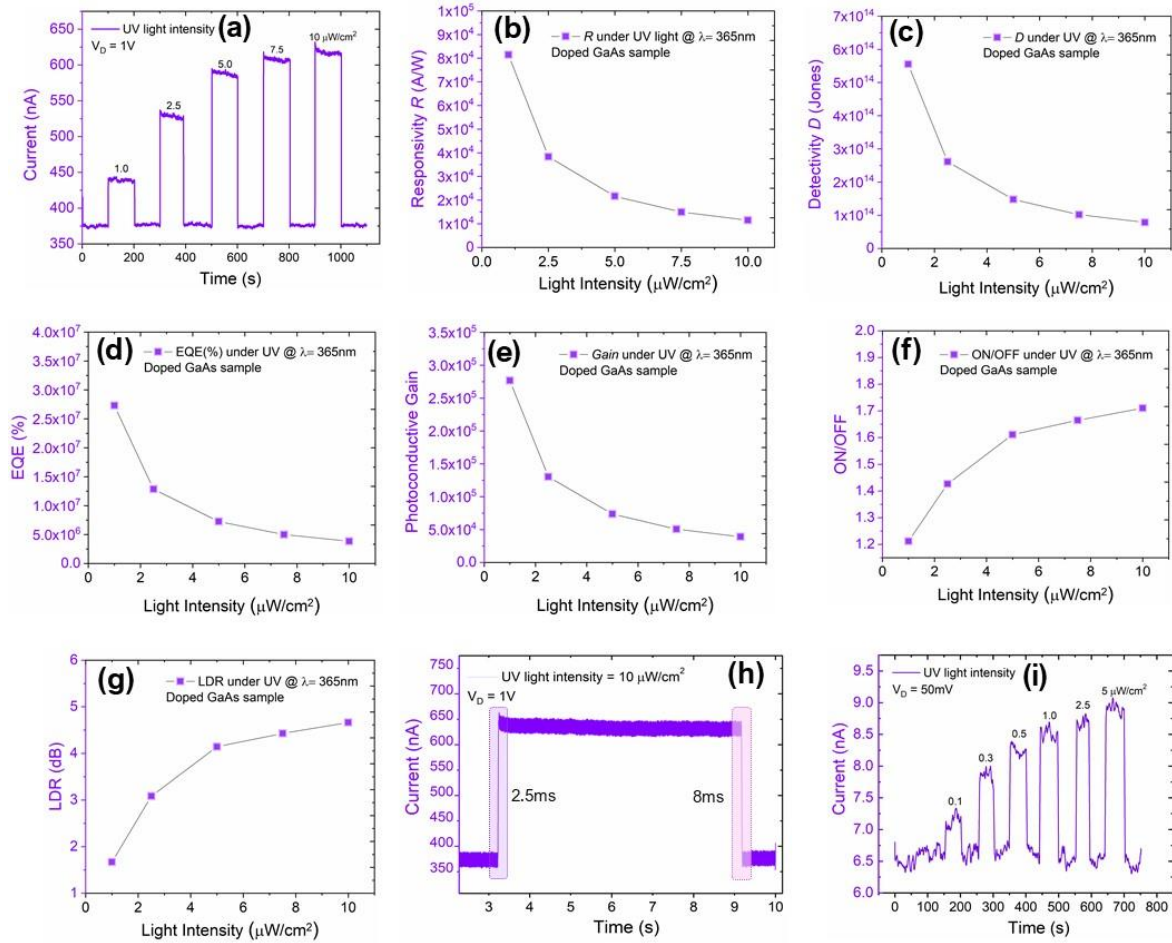 (a)
UV light intensity
V_D = 1V
10 μW/cm²
7.5
5.0
2.5
1.0
Current (nA)
650
625
600
575
550
525
500
475
450
425
400
375
350
0 200 400 600 800 1000
Time (s)
(b)
R under UV light @ λ= 365nm
Doped GaAs sample
Responsivity R (A/W)
1x10⁵
9x10⁴
8x10⁴
7x10⁴
6x10⁴
5x10⁴
4x10⁴
3x10⁴
2x10⁴
1x10⁴
0
0.0 2.5 5.0 7.5 10.0
Light Intensity (μW/cm²)
(c)
D under UV @ λ= 365nm
Doped GaAs sample
Detectivity D (Jones)
7x10¹⁴
6x10¹⁴
5x10¹⁴
4x10¹⁴
3x10¹⁴
2x10¹⁴
1x10¹⁴
0
0 2 4 6 8 10
Light Intensity (μW/cm²)
(d)
EQE(%) under UV @ λ= 365nm
Doped GaAs sample
EQE (%)
4.0x10⁷
3.5x10⁷
3.0x10⁷
2.5x10⁷
2.0x10⁷
1.5x10⁷
1.0x10⁷
5.0x10⁶
0.0
0 2 4 6 8 10
Light Intensity (μW/cm²)
(e)
Gain under UV @ λ= 365nm
Doped GaAs sample
Photoconductive Gain
3.5x10⁵
3.0x10⁵
2.5x10⁵
2.0x10⁵
1.5x10⁵
1.0x10⁵
5.0x10⁴
0.0
0 2 4 6 8 10
Light Intensity (μW/cm²)
(f)
ON/OFF under UV @ λ= 365nm
Doped GaAs sample
ON/OFF
2.0
1.9
1.8
1.7
1.6
1.5
1.4
1.3
1.2
0 2 4 6 8 10
Light Intensity (μW/cm²)
(g)
LDR under UV @ λ= 365nm
Doped GaAs sample
LDR (dB)
6
5
4
3
2
1
0 2 4 6 8 10
Light Intensity (μW/cm²)
(h)
UV light intensity = 10 μW/cm²
V_D = 1V
2.5ms
8ms
Current (nA)
750
700
650
600
550
500
450
400
350
3 4 5 6 7 8 9 10
Time (s)
(i)
UV light intensity
V_D = 50mV
5 μW/cm²
2.5
1.0
0.5
0.3
0.1
Current (nA)
9.5
9.0
8.5
8.0
7.5
7.0
6.5
6.0
0 100 200 300 400 500 600 700 800
Time (s)